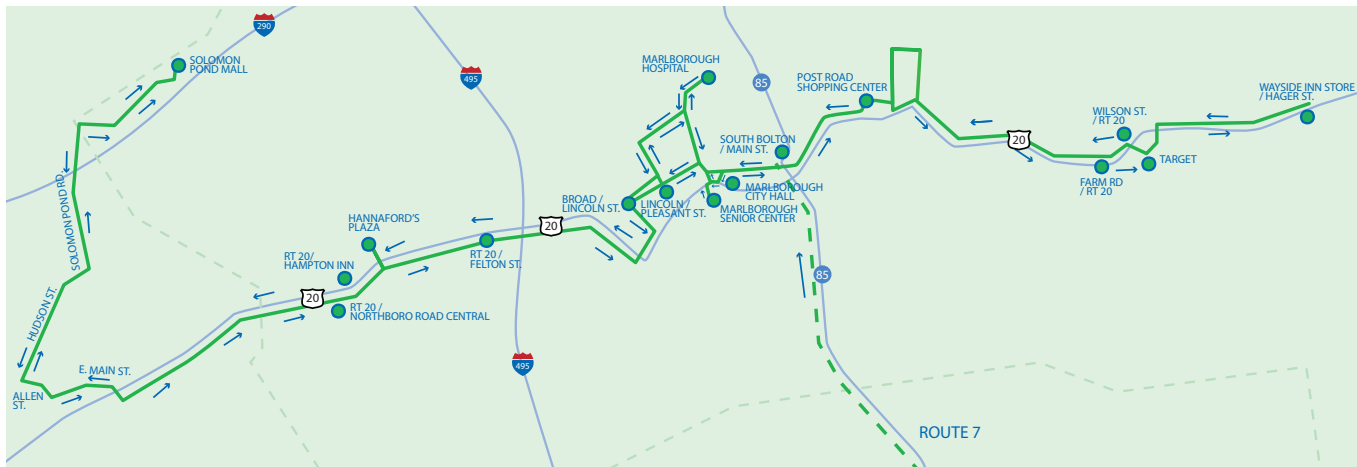 290
SOLOMON
POND MALL
495
MARLBOROUGH
HOSPITAL
85
POST ROAD
SHOPPING CENTER
WAYSIDE INN STORE
/ HAGER ST.
WILSON ST.
/ RT 20
SOUTH BOLTON
/ MAIN ST.
20
TARGET
FARM RD
/ RT 20
MARLBOROUGH
CITY HALL
MARLBOROUGH
SENIOR CENTER
LINCOLN /
PLEASANT ST.
BROAD /
LINCOLN ST.
SOLOMON POND RD
HANNAFORD'S
PLAZA
20
RT 20 /
FELTON ST.
RT 20/
HAMPTON INN
20
RT 20 /
NORTHBORO ROAD CENTRAL
85
HUDSON ST.
495
E. MAIN ST.
ALLEN
ST.
ROUTE 7